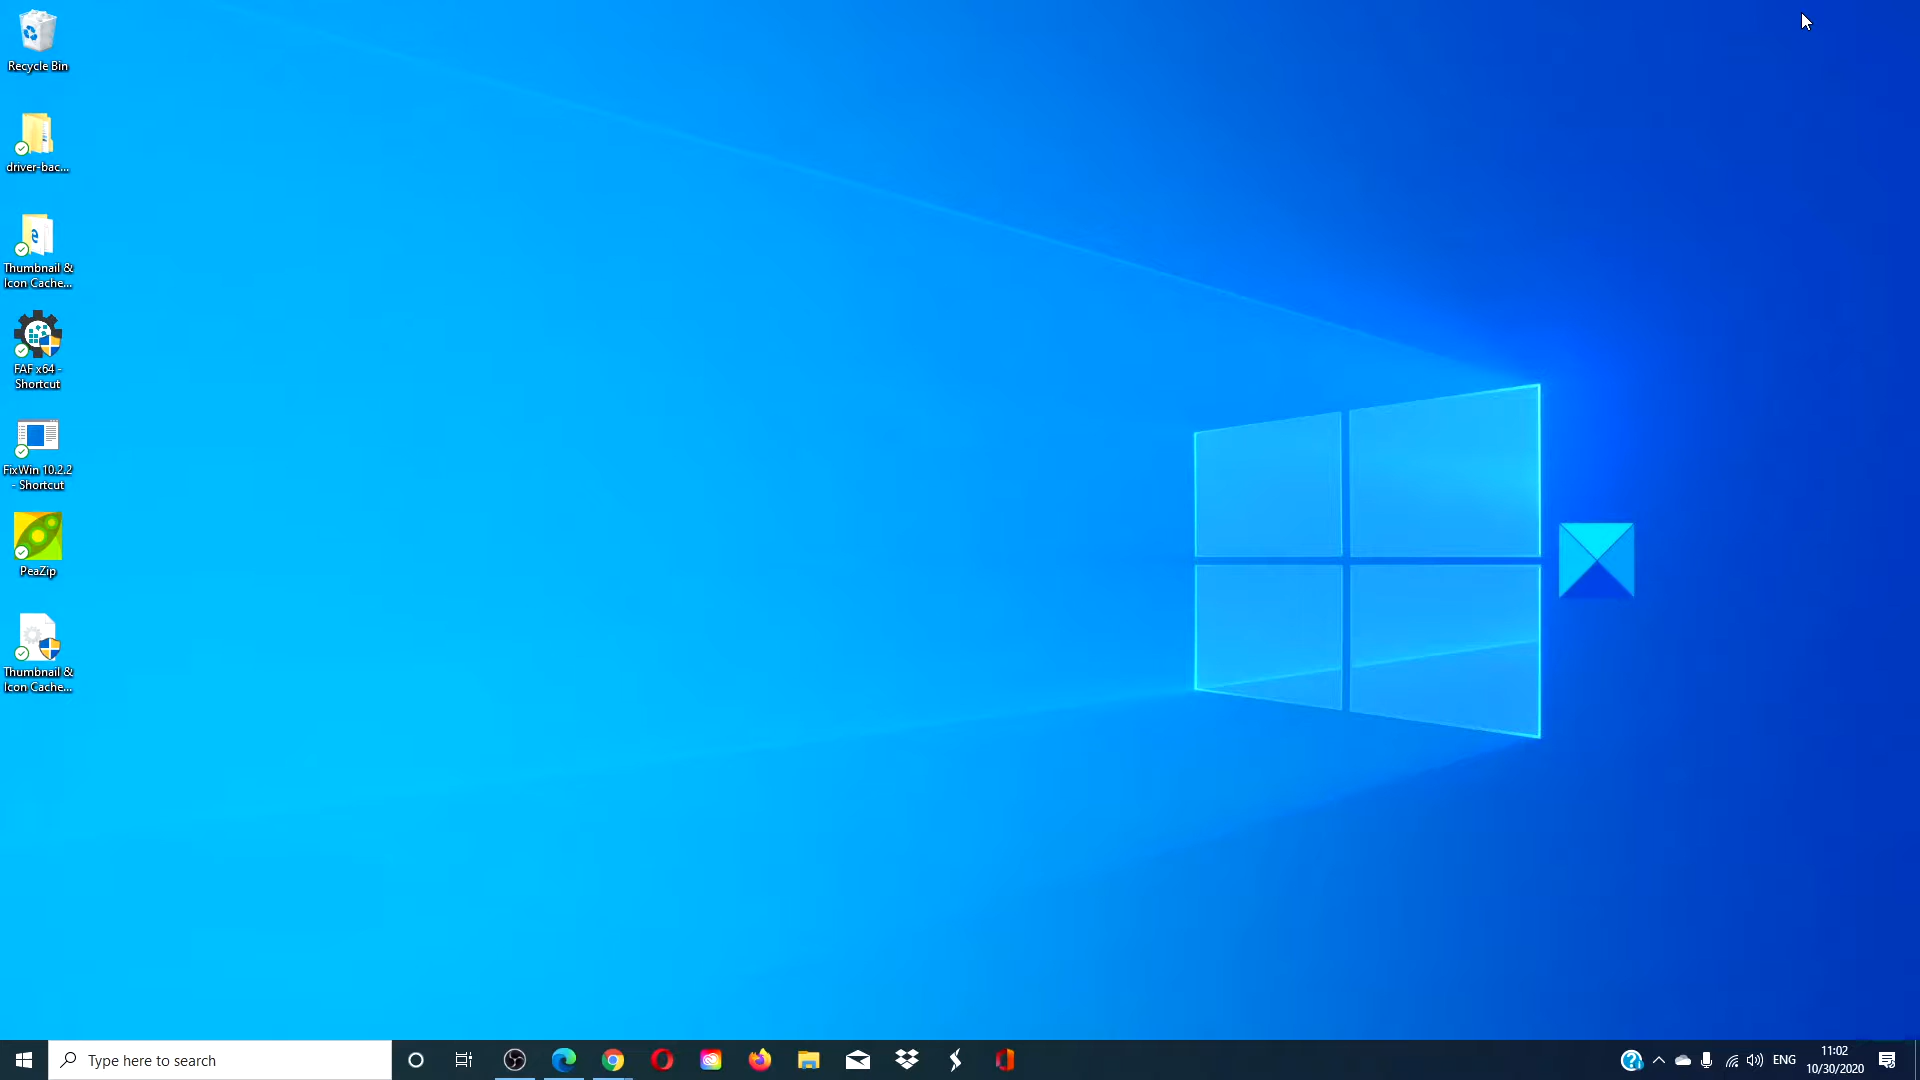 Recycle Bin
driver-bac...
Thumbnail &
Icon Cache...
FAF x64 -
Shortcut
FixWin 10.2.2
- Shortcut
PeaZip
Thumbnail &
Icon Cache...
Type here to search
ENG
11:02
10/30/2020